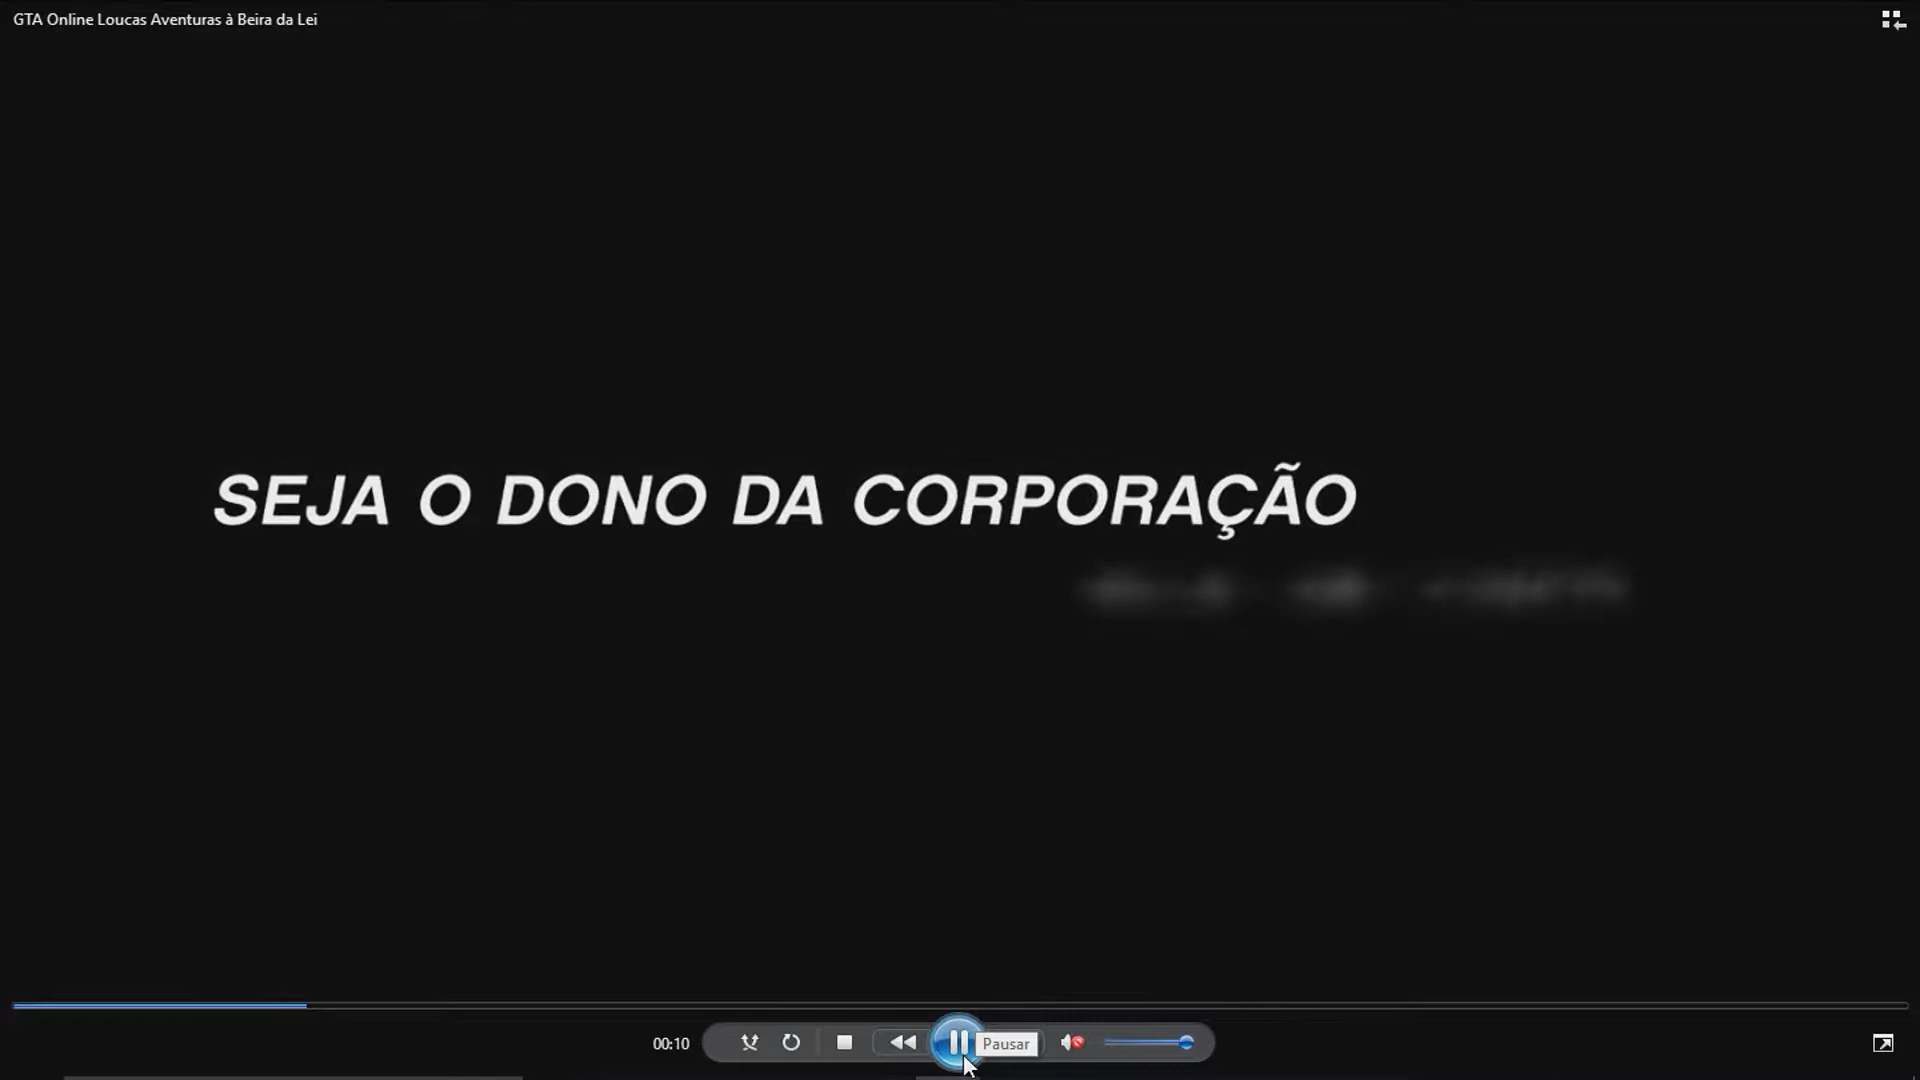 GTA Online Loucas Aventuras à Beira da Lei
SEJA O DONO DA CORPORAÇÃO
00:10
Pausar